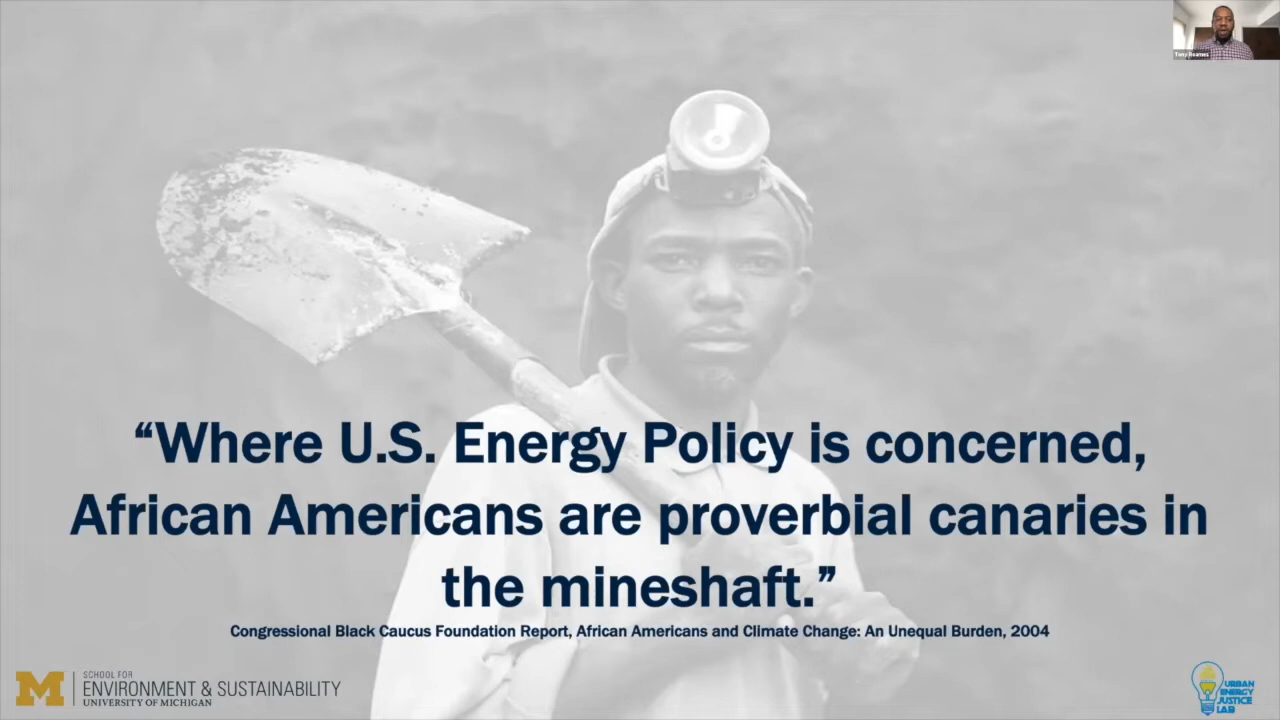 Tony Reames
“Where U.S. Energy Policy is concerned,
African Americans are proverbial canaries in
the mineshaft.”
Congressional Black Caucus Foundation Report, African Americans and Climate Change: An Unequal Burden, 2004
M
SCHOOL FOR
ENVIRONMENT & SUSTAINABILITY
UNIVERSITY OF MICHIGAN
URBAN
ENERGY
JUSTICE
LAB